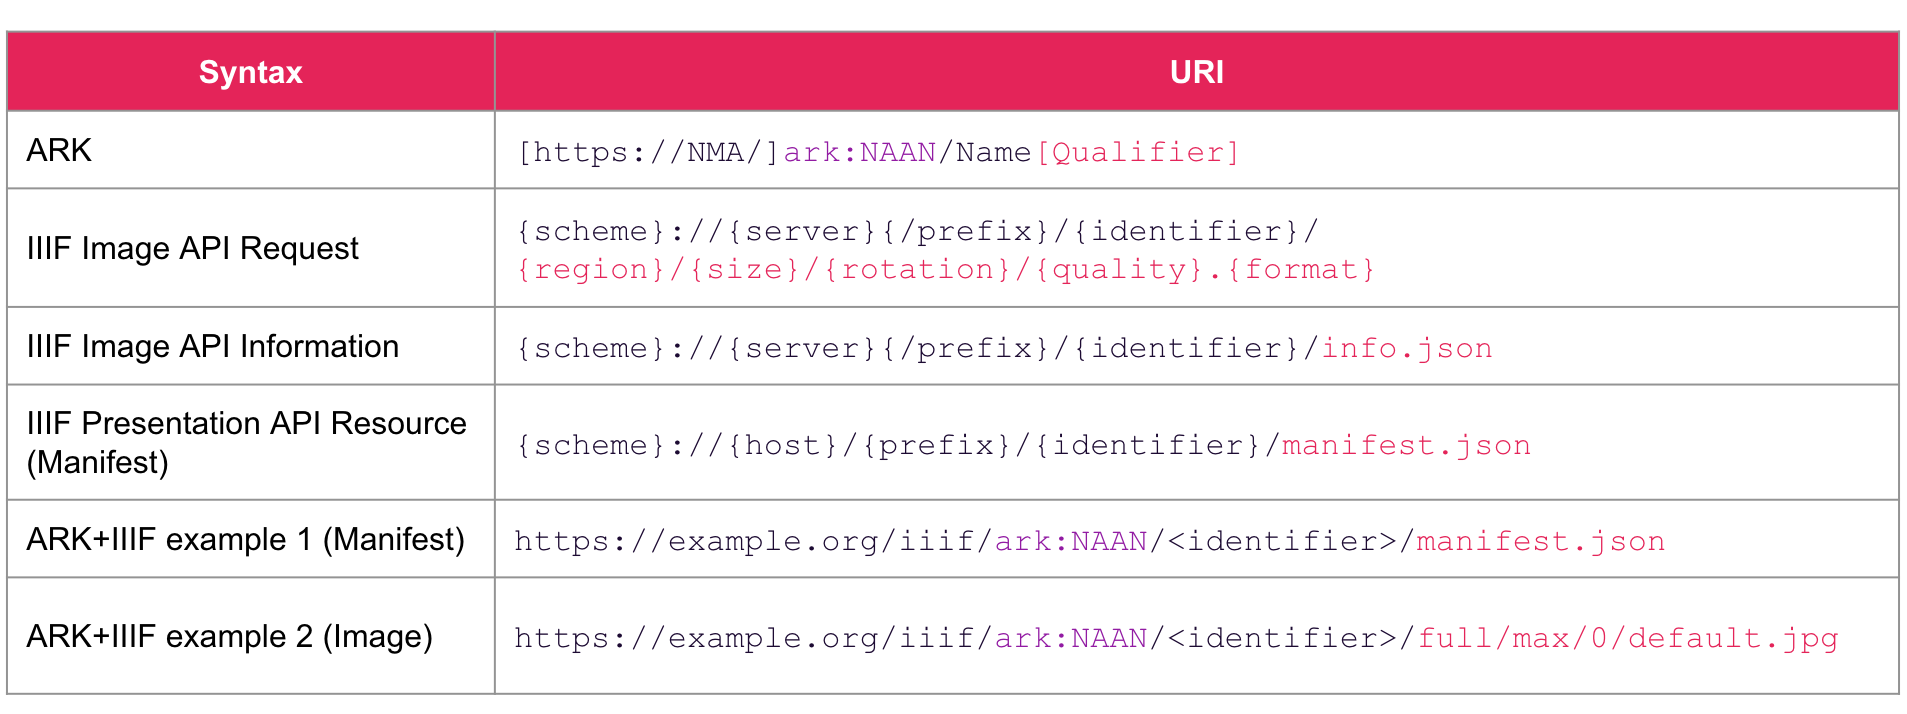 Syntax
URI
ARK
[https://NMA/]ark:NAAN/Name[Qualifier]
IIIF Image API Request
{scheme}://{server}{/prefix}/{identifier}/
{region}/{size}/{rotation}/{quality}.{format}
IIIF Image API Information
{scheme}://{server}{/prefix}/{identifier}/info.json
IIIF Presentation API Resource
(Manifest)
{scheme}://{host}/{prefix}/{identifier}/manifest.json
ARK+IIIF example 1 (Manifest)
https://example.org/iiif/ark:NAAN/<identifier>/manifest.json
ARK+IIIF example 2 (Image)
https://example.org/iiif/ark:NAAN/<identifier>/full/max/0/default.jpg